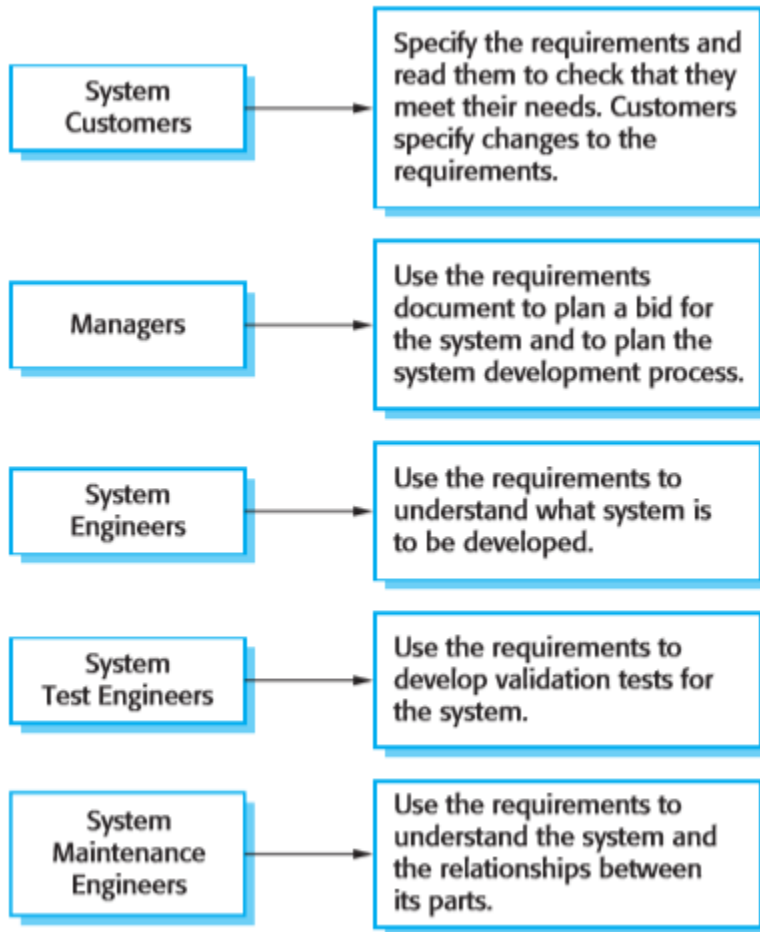 System
Customers
Specify the requirements and
read them to check that they
meet their needs. Customers
specify changes to the
requirements.
Managers
Use the requirements
document to plan a bid for
the system and to plan the
system development process.
System
Engineers
Use the requirements to
understand what system is
to be developed.
System
Test Engineers
Use the requirements to
develop validation tests for
the system.
System
Maintenance
Engineers
Use the requirements to
understand the system and
the relationships between
its parts.